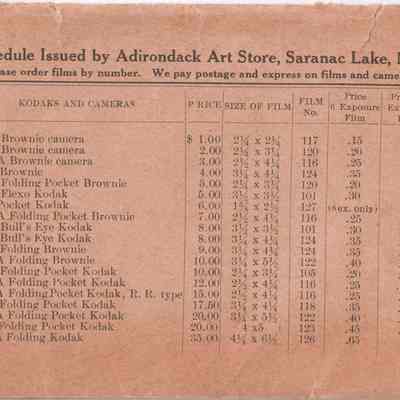 edule Issued by Adirondack Art Store, Saranac Lake,
ase order films by number. We pay postage and express on films and came
KODAKS AND CAMERAS PRICE SIZE OF FILM FILM No. Price 6 Exposure Film
Brownie camera $ 1.00 2¼ x 2¼ 117 .15
Brownie camera 2.00 2¼ x 3¼ 120 .20
A Brownie camera 3.00 2½ x 4¼ 116 .25
Brownie 4.00 3¼ x 4¼ 124 .35
Folding Pocket Brownie 5.00 2¼ x 3¼ 120 .20
Flexo Kodak 5.00 3½ x 3½ 101 .30
Pocket Kodak 6.00 1⅝ x 2½ 127 (8 ex. only)
A Folding Pocket Brownie 7.00 2½ x 4¼ 116 .25
Bull's Eye Kodak 8.00 3½ x 3½ 101 .30
Bull's Eye Kodak 8.00 3¼ x 4¼ 124 .35
Folding Brownie 9.00 3¼ x 4¼ 124 .35
A Folding Brownie 10.00 3¼ x 5½ 122 .40
Folding Pocket Kodak 10.00 2¼ x 3¼ 105 .20
A Folding Pocket Kodak 12.00 2½ x 4¼ 116 .25
A Folding Pocket Kodak, R. R. type 15.00 2½ x 4¼ 116 .25
Folding Pocket Kodak 17.50 3¼ x 4¼ 118 .35
A Folding Pocket Kodak 20.00 3¼ x 5½ 122 .40
Folding Pocket Kodak 20.00 4 x5 123 .45
A Folding Kodak 35.00 4¼ x 6½ 126 .65